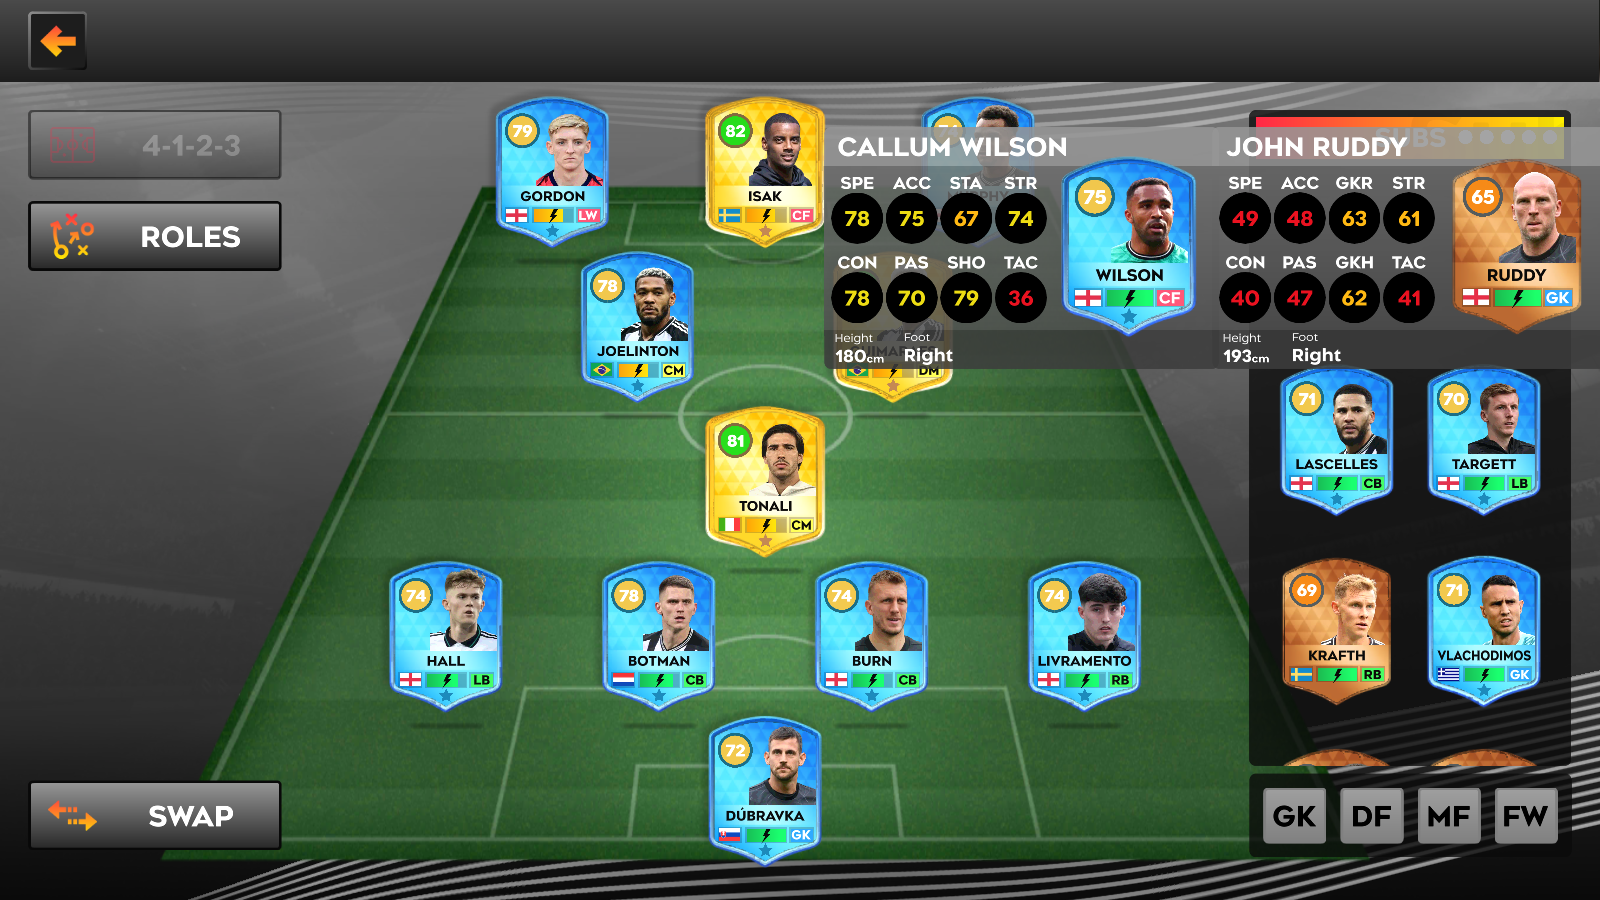 4-1-2-3
ROLES
SWAP
79
GORDON
LW
82
ISAK
CF
78
JOELINTON
CM
DM
81
TONALI
CM
74
HALL
LB
78
BOTMAN
CB
74
BURN
CB
74
LIVRAMENTO
RB
72
DÚBRAVKA
GK
CALLUM WILSON
SPE ACC STA STR
78 75 67 74
CON PAS SHO TAC
78 70 79 36
Height Foot
180cm Right
75
WILSON
CF
SUBS
JOHN RUDDY
SPE ACC GKR STR
49 48 63 61
CON PAS GKH TAC
40 47 62 41
Height Foot
193cm Right
65
RUDDY
GK
71
LASCELLES
CB
70
TARGETT
LB
69
KRAFTH
RB
71
VLACHODIMOS
GK
GK DF MF FW